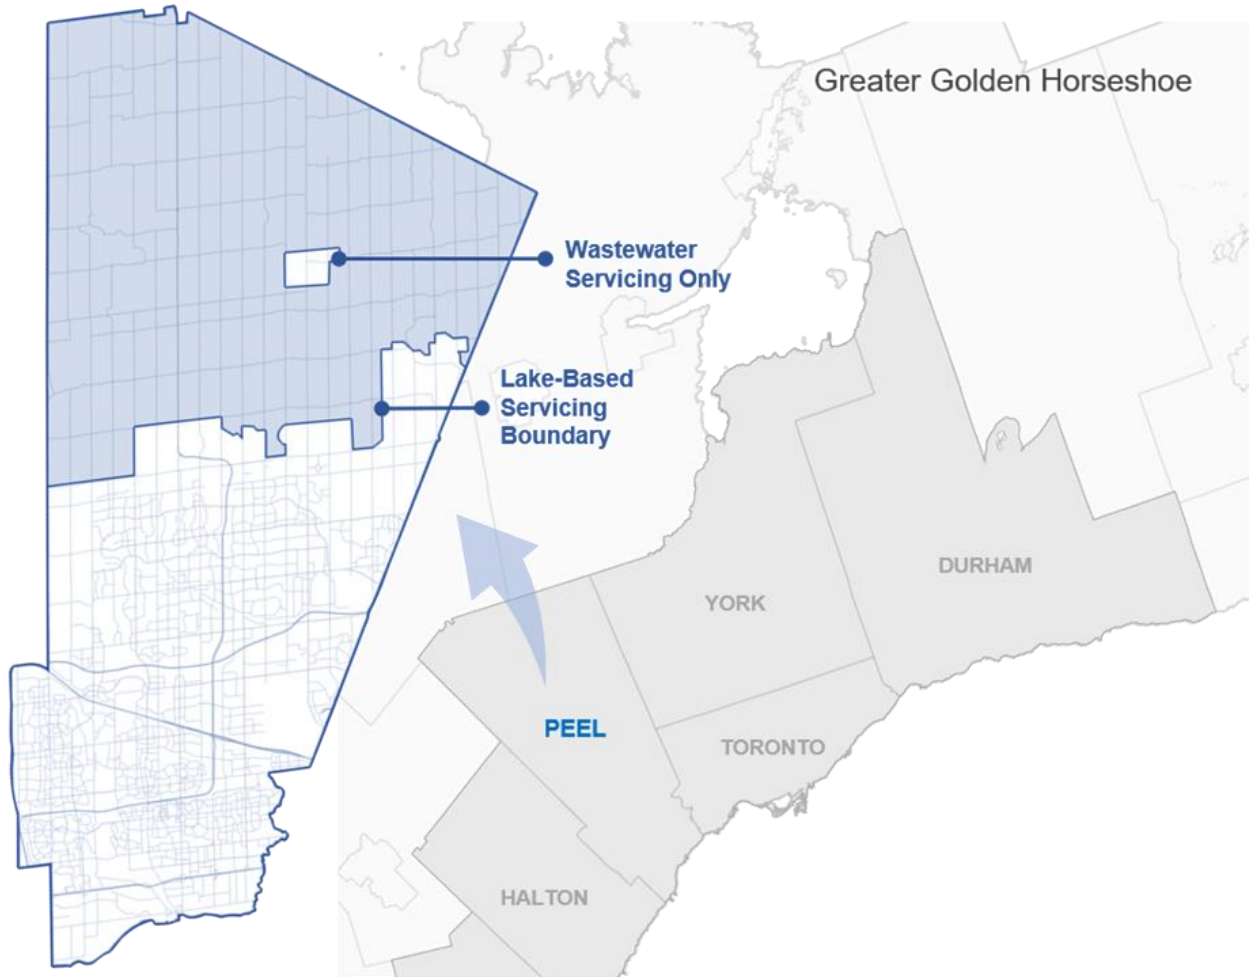 Greater Golden Horseshoe
Wastewater
Servicing Only
Lake-Based
Servicing
Boundary
DURHAM
YORK
PEEL
TORONTO
HALTON